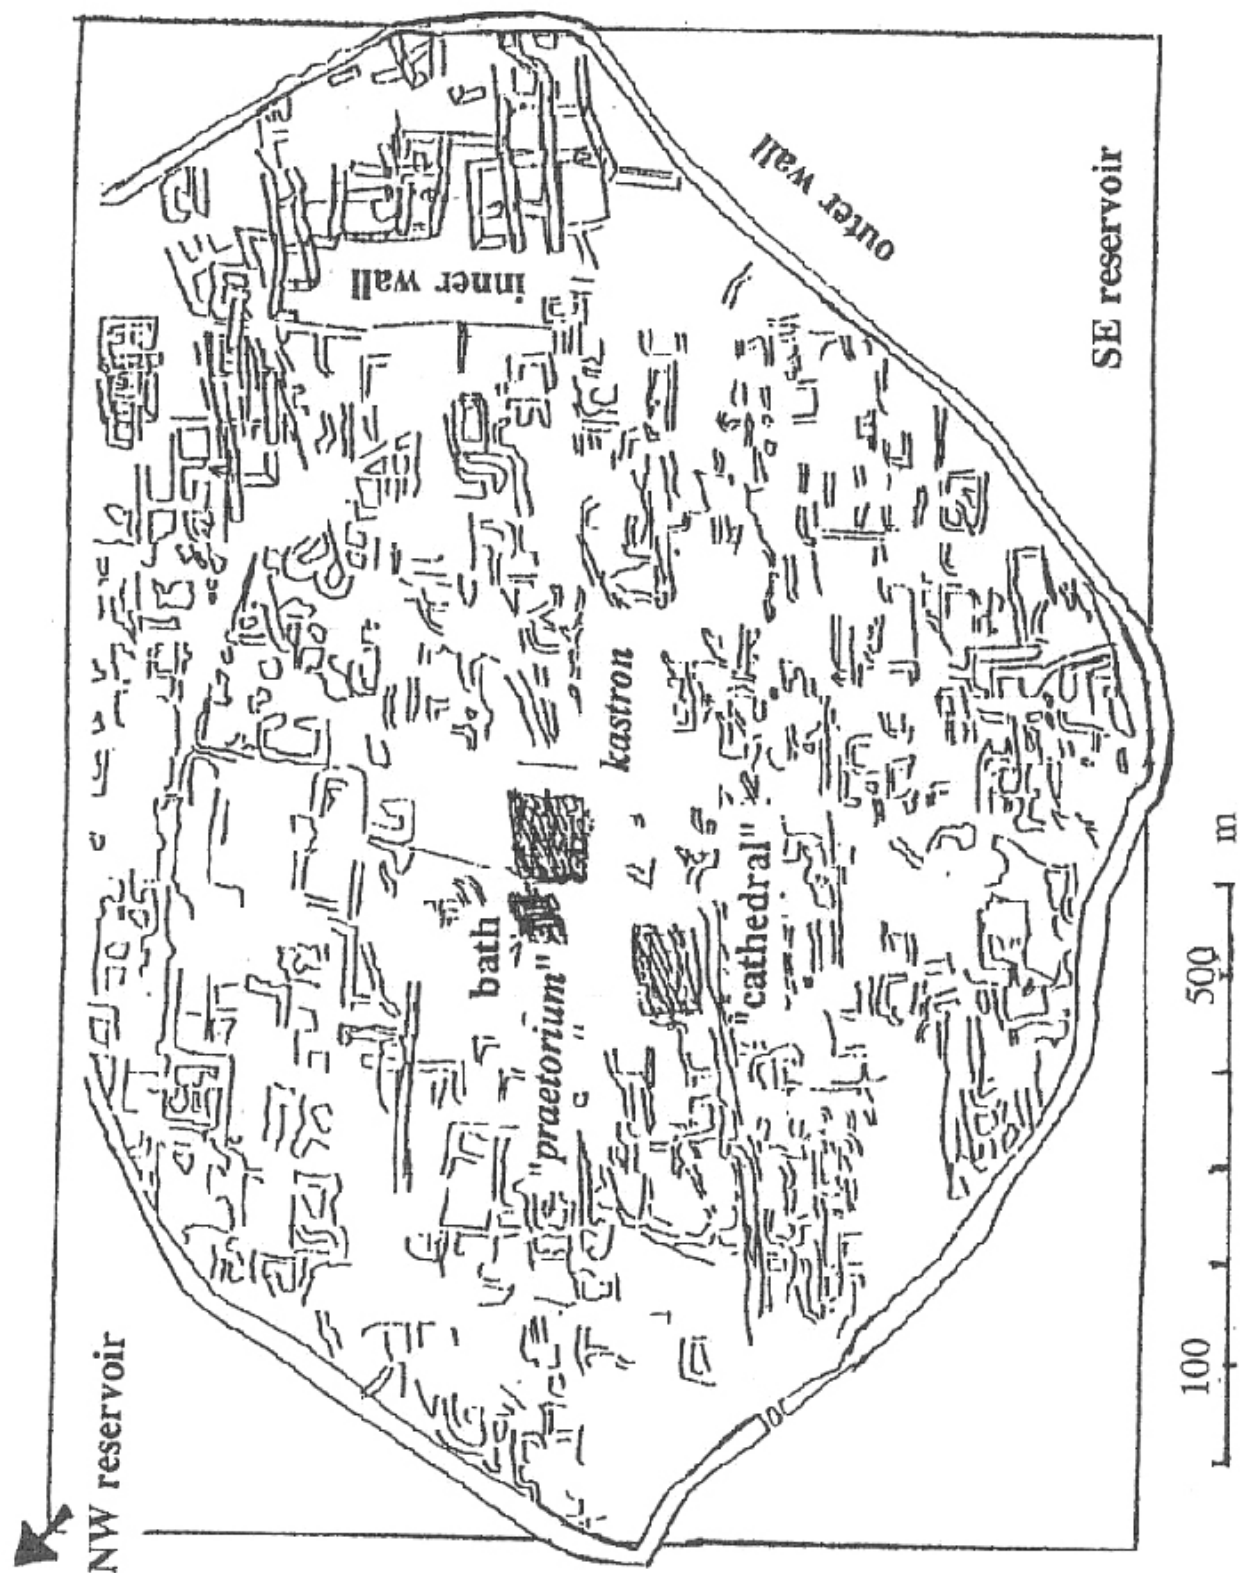 NW reservoir
SE reservoir
outer wall
inner wall
kastron
bath
"praetorium"
"cathedral"
100
500
m